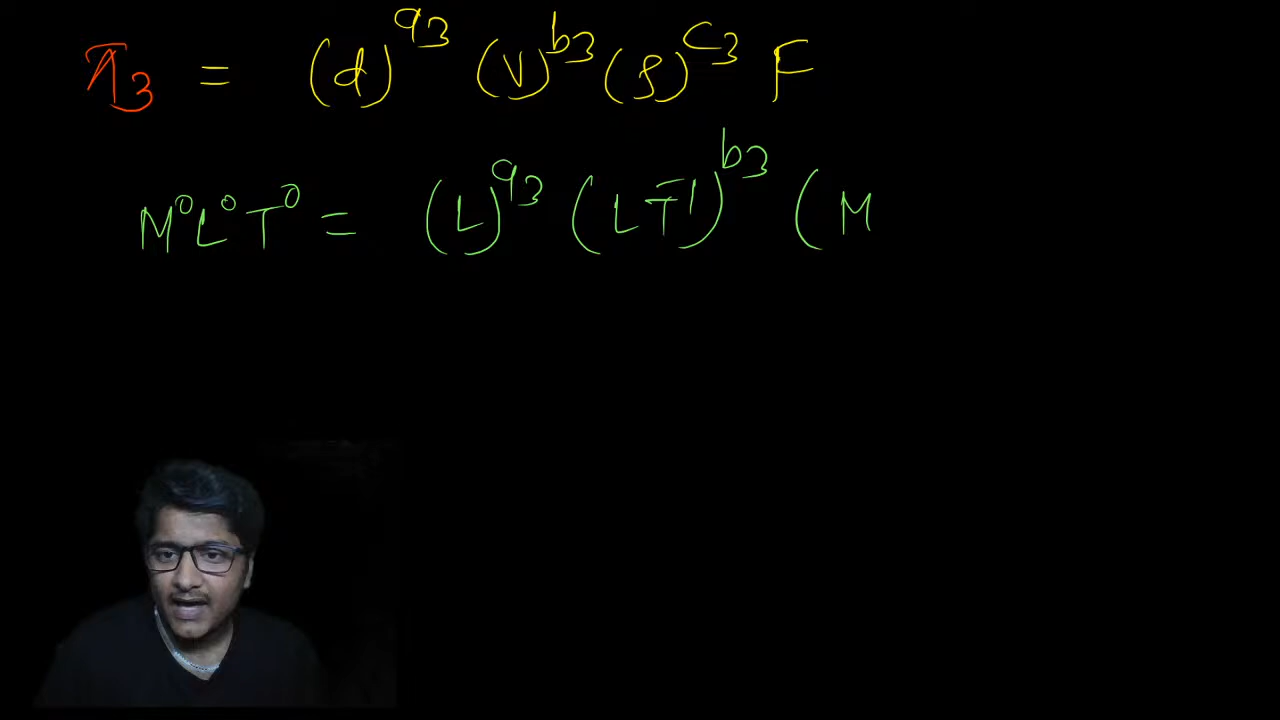 π₃ = (d)^a₃ (V)^b₃ (ρ)^c₃ F
M⁰L⁰T⁰ = (L)^a₃ (LT⁻¹)^b₃ (M